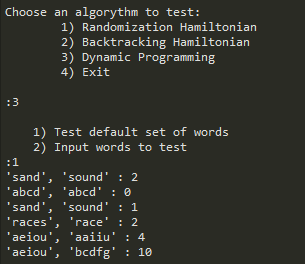 Choose an algorythm to test:
1) Randomization Hamiltonian
2) Backtracking Hamiltonian
3) Dynamic Programming
4) Exit
:3
1) Test default set of words
2) Input words to test
:1
'sand', 'sound' : 2
'abcd', 'abcd' : 0
'sand', 'sound' : 1
'races', 'race' : 2
'aeiou', 'aaiiu' : 4
'aeiou', 'bcdfg' : 10